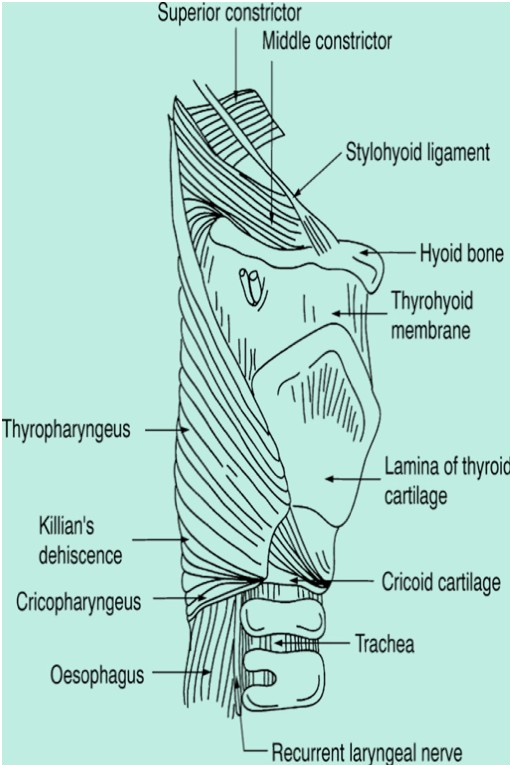 Superior constrictor
Middle constrictor
Stylohyoid ligament
Hyoid bone
Thyrohyoid
membrane
Thyropharyngeus
Lamina of thyroid
cartilage
Killian's
dehiscence
Cricoid cartilage
Cricopharyngeus
Trachea
Oesophagus
Recurrent laryngeal nerve